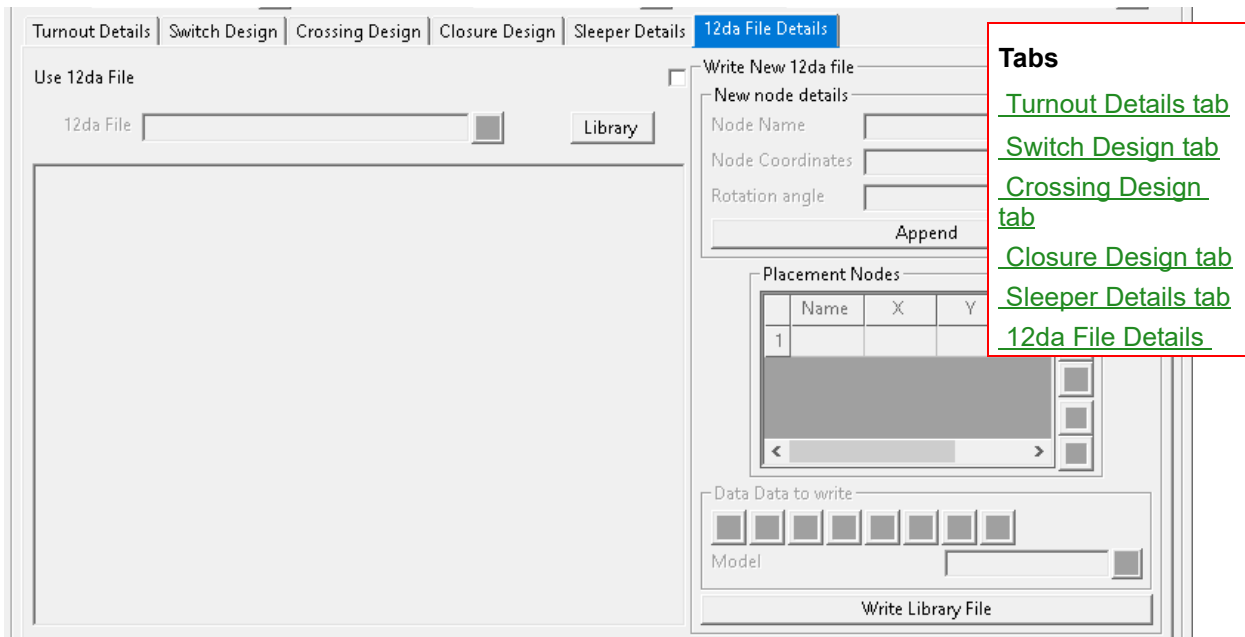 Turnout Details Switch Design Crossing Design Closure Design Sleeper Details 12da File Details
Use 12da File
12da File Library
Write New 12da file
New node details
Node Name
Node Coordinates
Rotation angle
Append
Placement Nodes
Name X Y
1
Data Data to write
Model
Write Library File
Tabs
Turnout Details tab
Switch Design tab
Crossing Design
tab
Closure Design tab
Sleeper Details tab
12da File Details